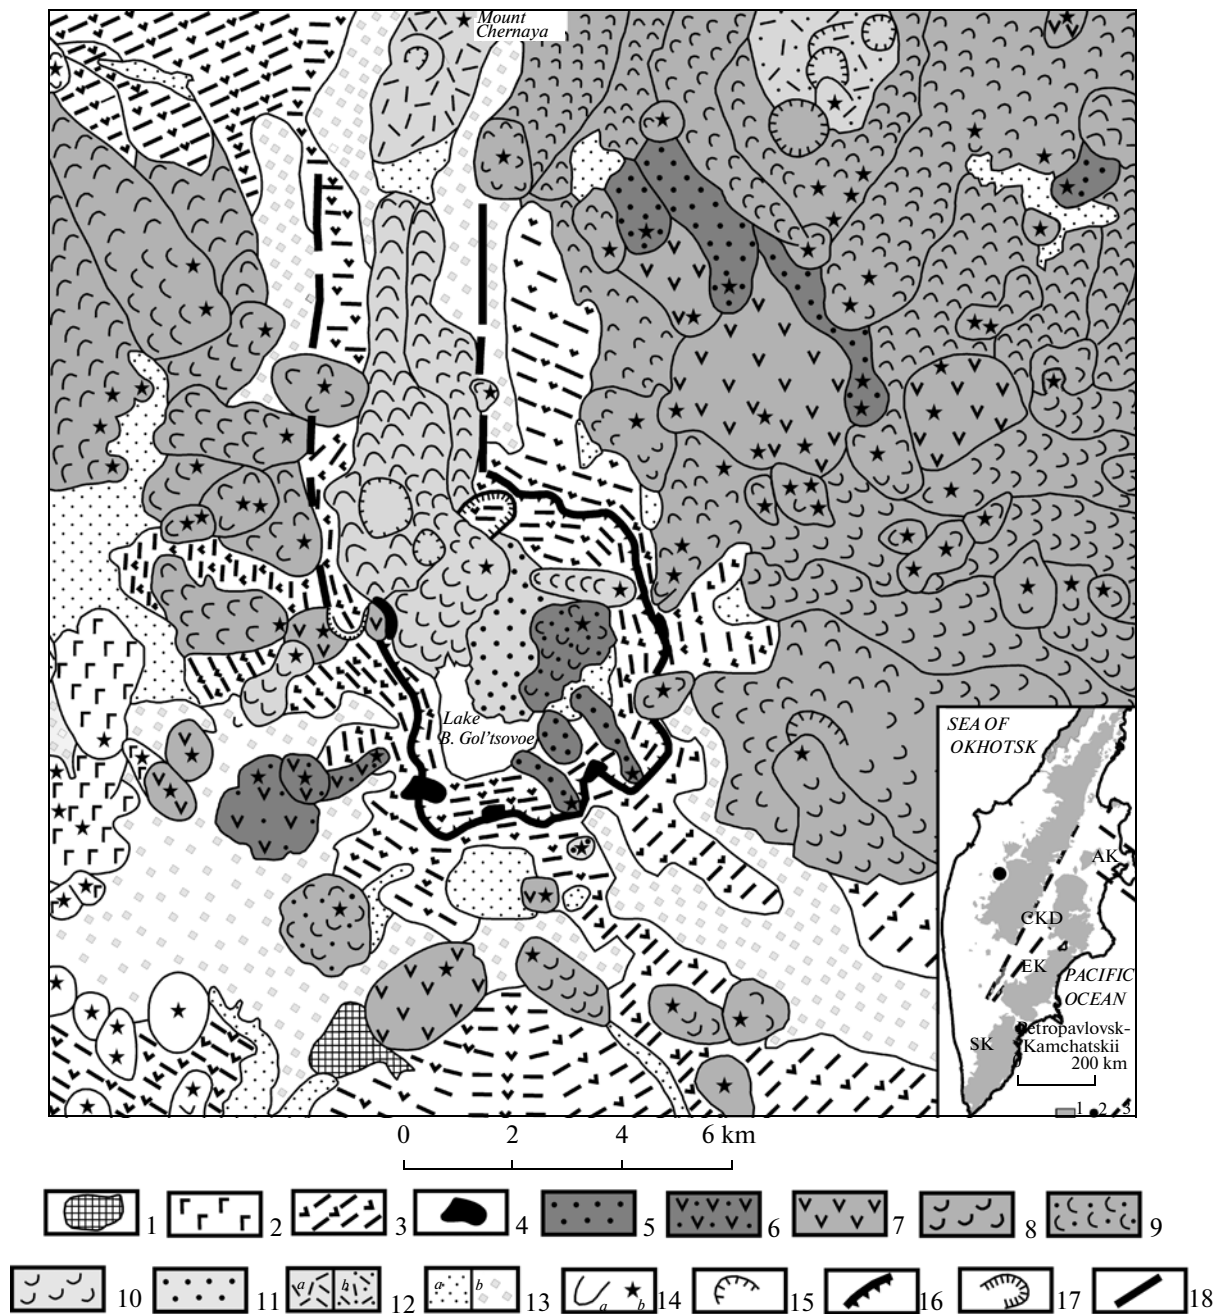 Mount
Chernaya
Lake
B. Gol'tsovoe
SEA OF
OKHOTSK
AK
CKD
EK
PACIFIC
OCEAN
Petropavlovsk-
Kamchatskii
SK
200 km
1 2 3
0 2 4 6 km
1 2 3 4 5 6 7 8 9
a b a b a b
10 11 12 13 14 15 16 17 18